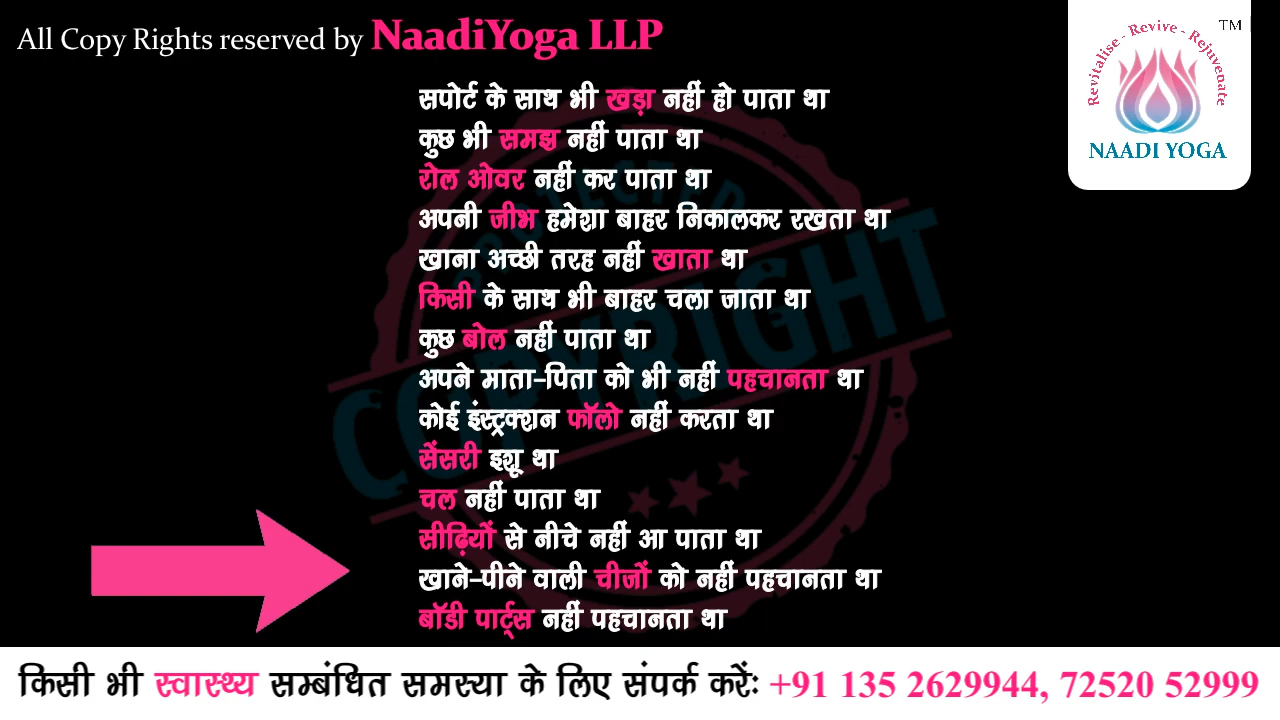 All Copy Rights reserved by NaadiYoga LLP
Revitalise - Revive - Rejuvenate
TM
NAADI YOGA
सपोर्ट के साथ भी खड़ा नहीं हो पाता था
कुछ भी समझ नहीं पाता था
रोल ओवर नहीं कर पाता था
अपनी जीभ हमेशा बाहर निकालकर रखता था
खाना अच्छी तरह नहीं खाता था
किसी के साथ भी बाहर चला जाता था
कुछ बोल नहीं पाता था
अपने माता-पिता को भी नहीं पहचानता था
कोई इंस्ट्रक्शन फॉलो नहीं करता था
सेंसरी इशू था
चल नहीं पाता था
सीढ़ियों से नीचे नहीं आ पाता था
खाने-पीने वाली चीजों को नहीं पहचानता था
बॉडी पार्ट्स नहीं पहचानता था
PROTECTED
COPYRIGHT
किसी भी स्वास्थ्य सम्बंधित समस्या के लिए संपर्क करेंः +91 135 2629944, 72520 52999